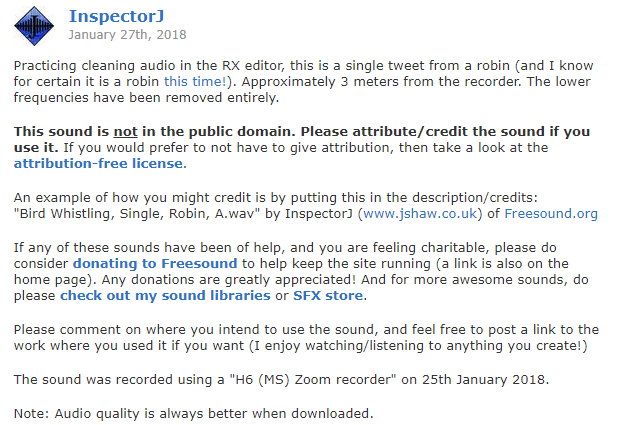 InspectorJ
January 27th, 2018
Practicing cleaning audio in the RX editor, this is a single tweet from a robin (and I know
for certain it is a robin this time!). Approximately 3 meters from the recorder. The lower
frequencies have been removed entirely.
This sound is not in the public domain. Please attribute/credit the sound if you
use it. If you would prefer to not have to give attribution, then take a look at the
attribution-free license.
An example of how you might credit is by putting this in the description/credits:
"Bird Whistling, Single, Robin, A.wav" by InspectorJ (www.jshaw.co.uk) of Freesound.org
If any of these sounds have been of help, and you are feeling charitable, please do
consider donating to Freesound to help keep the site running (a link is also on the
home page). Any donations are greatly appreciated! And for more awesome sounds, do
please check out my sound libraries or SFX store.
Please comment on where you intend to use the sound, and feel free to post a link to the
work where you used it if you want (I enjoy watching/listening to anything you create!)
The sound was recorded using a "H6 (MS) Zoom recorder" on 25th January 2018.
Note: Audio quality is always better when downloaded.